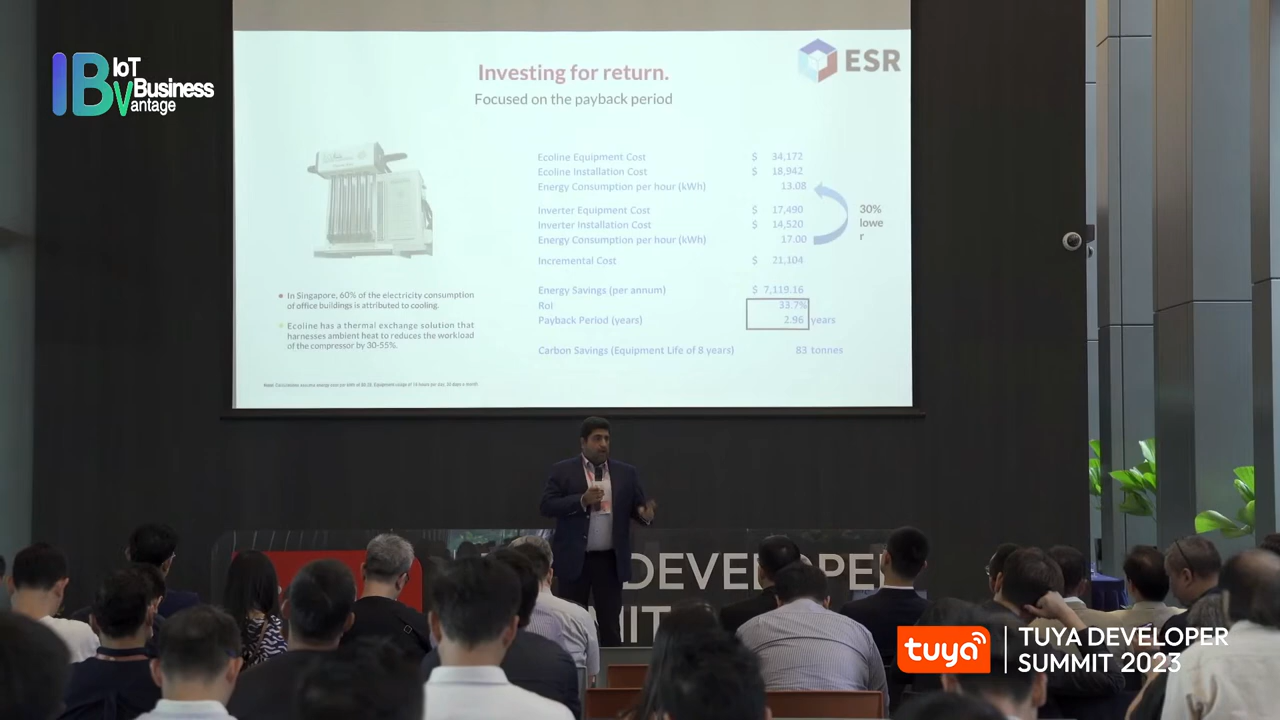 IB IoT
vBusiness
antage
ESR
Investing for return.
Focused on the payback period
Ecoline Equipment Cost $ 34,172
Ecoline Installation Cost $ 18,942
Energy Consumption per hour (kWh) 13.08
Inverter Equipment Cost $ 17,490
Inverter Installation Cost $ 14,520
Energy Consumption per hour (kWh) 17.00
30%
lowe
r
Incremental Cost $ 21,104
Energy Savings (per annum) $ 7,119.16
RoI 33.7%
Payback Period (years) 2.96 years
Carbon Savings (Equipment Life of 8 years) 83 tonnes
• In Singapore, 60% of the electricity consumption
of office buildings is attributed to cooling.
• Ecoline has a thermal exchange solution that
harnesses ambient heat to reduces the workload
of the compressor by 30-55%.
DEVELOPE
MIT
tuya
TUYA DEVELOPER
SUMMIT 2023